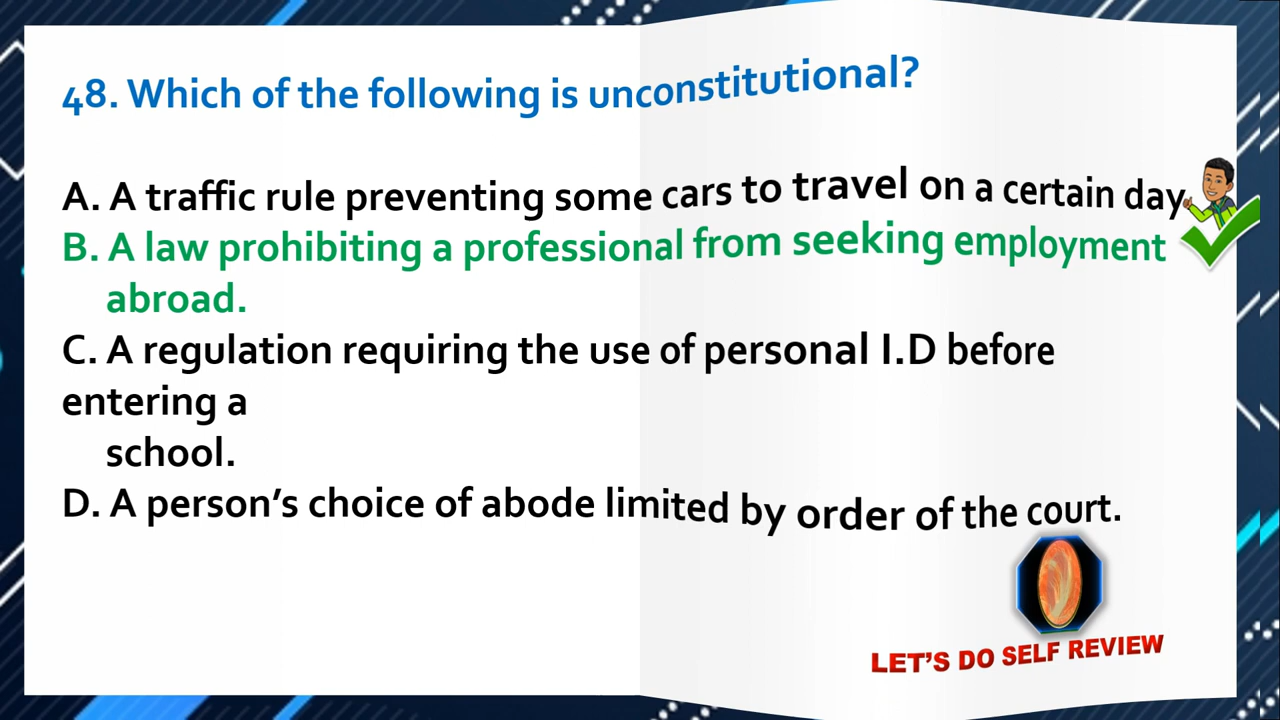 48. Which of the following is unconstitutional?
A. A traffic rule preventing some cars to travel on a certain day
B. A law prohibiting a professional from seeking employment
abroad.
C. A regulation requiring the use of personal I.D before
entering a
school.
D. A person’s choice of abode limited by order of the court.
LET’S DO SELF REVIEW